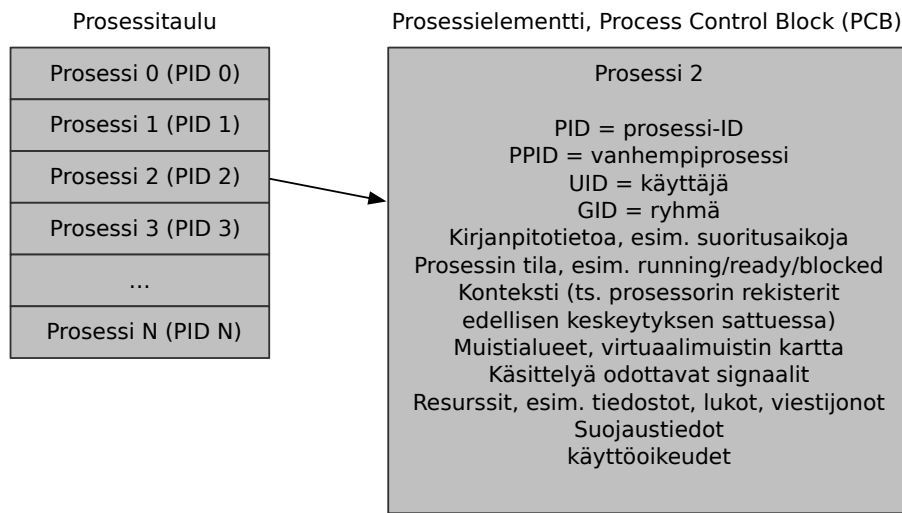 Prosessitaulu
Prosessi 0 (PID 0)
Prosessi 1 (PID 1)
Prosessi 2 (PID 2)
Prosessi 3 (PID 3)
...
Prosessi N (PID N)
Prosessielementti, Process Control Block (PCB)
Prosessi 2
PID = prosessi-ID
PPID = vanhempiprosessi
UID = käyttäjä
GID = ryhmä
Kirjanpitotietoa, esim. suoritusaikoja
Prosessin tila, esim. running/ready/blocked
Konteksti (ts. prosessorin rekisterit
edellisen keskeytyksen sattuessa)
Muistialueet, virtuaalimuistin kartta
Käsittelyä odottavat signaalit
Resurssit, esim. tiedostot, lukot, viestijonot
Suojaustiedot
käyttöoikeudet